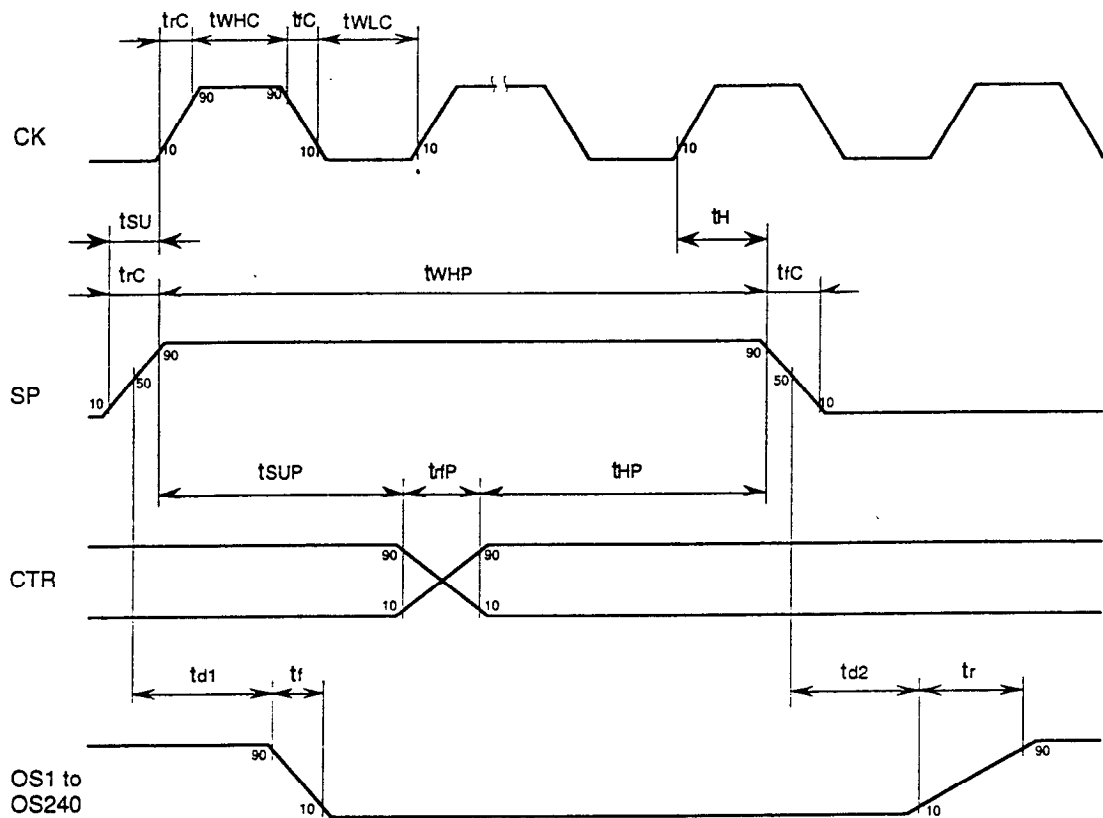 trC tWHC tfC tWLC
90 90
CK
10 10 10 10
tSU tH
trC tWHP tfC
90 90
50 50
SP
10 10
tSUP trfP tHP
90 90
CTR
10 10
td1 tf td2 tr
90 90
OS1 to
OS240
10 10